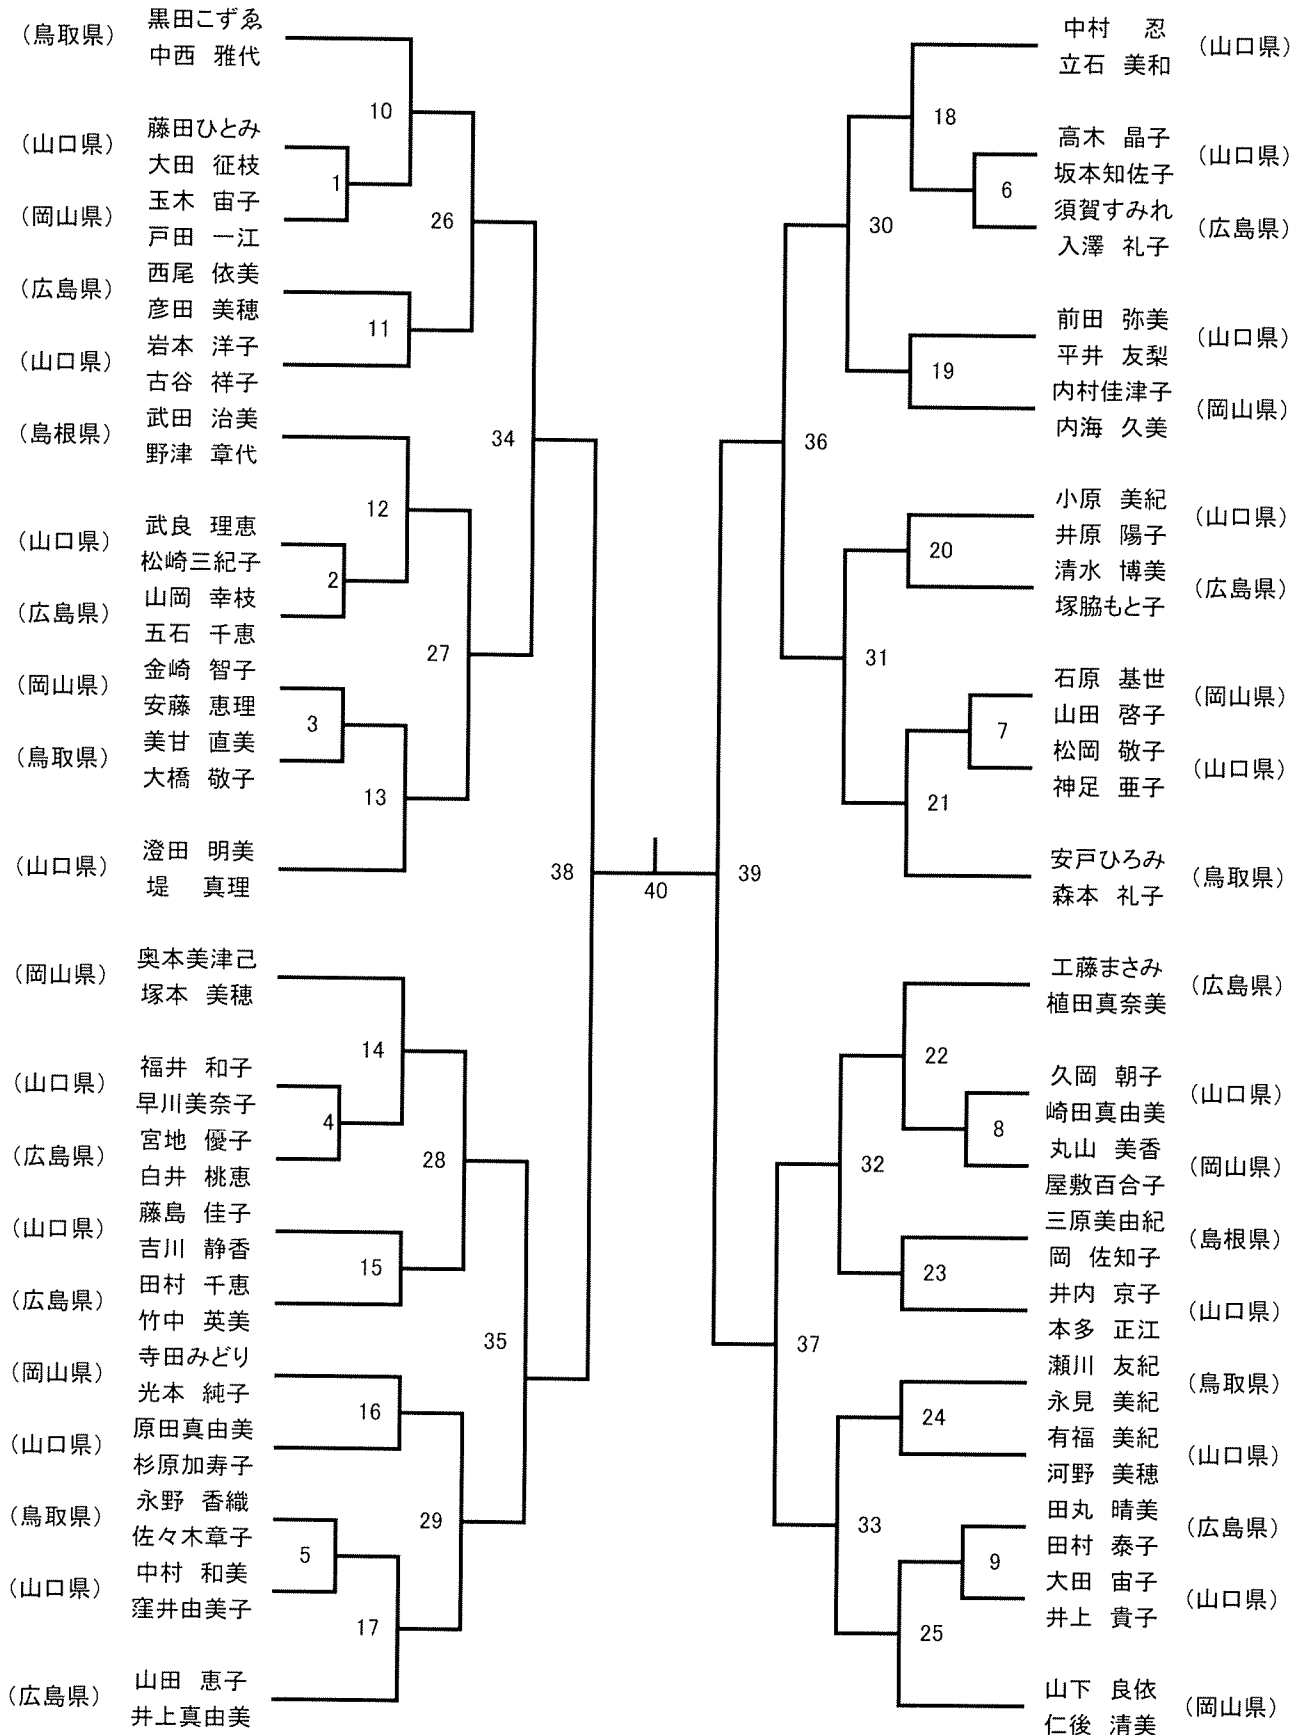 (鳥取県)
黒田こずゑ
中西 雅代
10
(山口県)
藤田ひとみ
大田 征枝
1
(岡山県)
玉木 宙子
戸田 一江
26
(広島県)
西尾 依美
彦田 美穂
11
(山口県)
岩本 洋子
古谷 祥子
34
(島根県)
武田 治美
野津 章代
12
(山口県)
武良 理恵
松崎三紀子
2
(広島県)
山岡 幸枝
五石 千恵
27
(岡山県)
金崎 智子
安藤 恵理
3
(鳥取県)
美甘 直美
大橋 敬子
13
(山口県)
澄田 明美
堤 真理
38
(岡山県)
奥本美津己
塚本 美穂
14
(山口県)
福井 和子
早川美奈子
4
(広島県)
宮地 優子
白井 桃恵
28
(山口県)
藤島 佳子
吉川 静香
15
(広島県)
田村 千恵
竹中 英美
35
(岡山県)
寺田みどり
光本 純子
16
(山口県)
原田真由美
杉原加寿子
(鳥取県)
永野 香織
佐々木章子
29
5
(山口県)
中村 和美
窪井由美子
17
(広島県)
山田 恵子
井上真由美
40
中村 忍
立石 美和
(山口県)
18
高木 晶子
坂本知佐子
(山口県)
6
須賀すみれ
入澤 礼子
(広島県)
30
前田 弥美
平井 友梨
(山口県)
19
内村佳津子
内海 久美
(岡山県)
36
小原 美紀
井原 陽子
(山口県)
20
清水 博美
塚脇もと子
(広島県)
31
石原 基世
山田 啓子
(岡山県)
7
松岡 敬子
神足 亜子
(山口県)
21
安戸ひろみ
森本 礼子
(鳥取県)
39
工藤まさみ
植田真奈美
(広島県)
22
久岡 朝子
崎田真由美
(山口県)
8
丸山 美香
屋敷百合子
(岡山県)
32
三原美由紀
岡 佐知子
(島根県)
23
井内 京子
本多 正江
(山口県)
37
瀬川 友紀
永見 美紀
(鳥取県)
24
有福 美紀
河野 美穂
(山口県)
33
田丸 晴美
田村 泰子
(広島県)
9
大田 宙子
井上 貴子
(山口県)
25
山下 良依
仁後 清美
(岡山県)